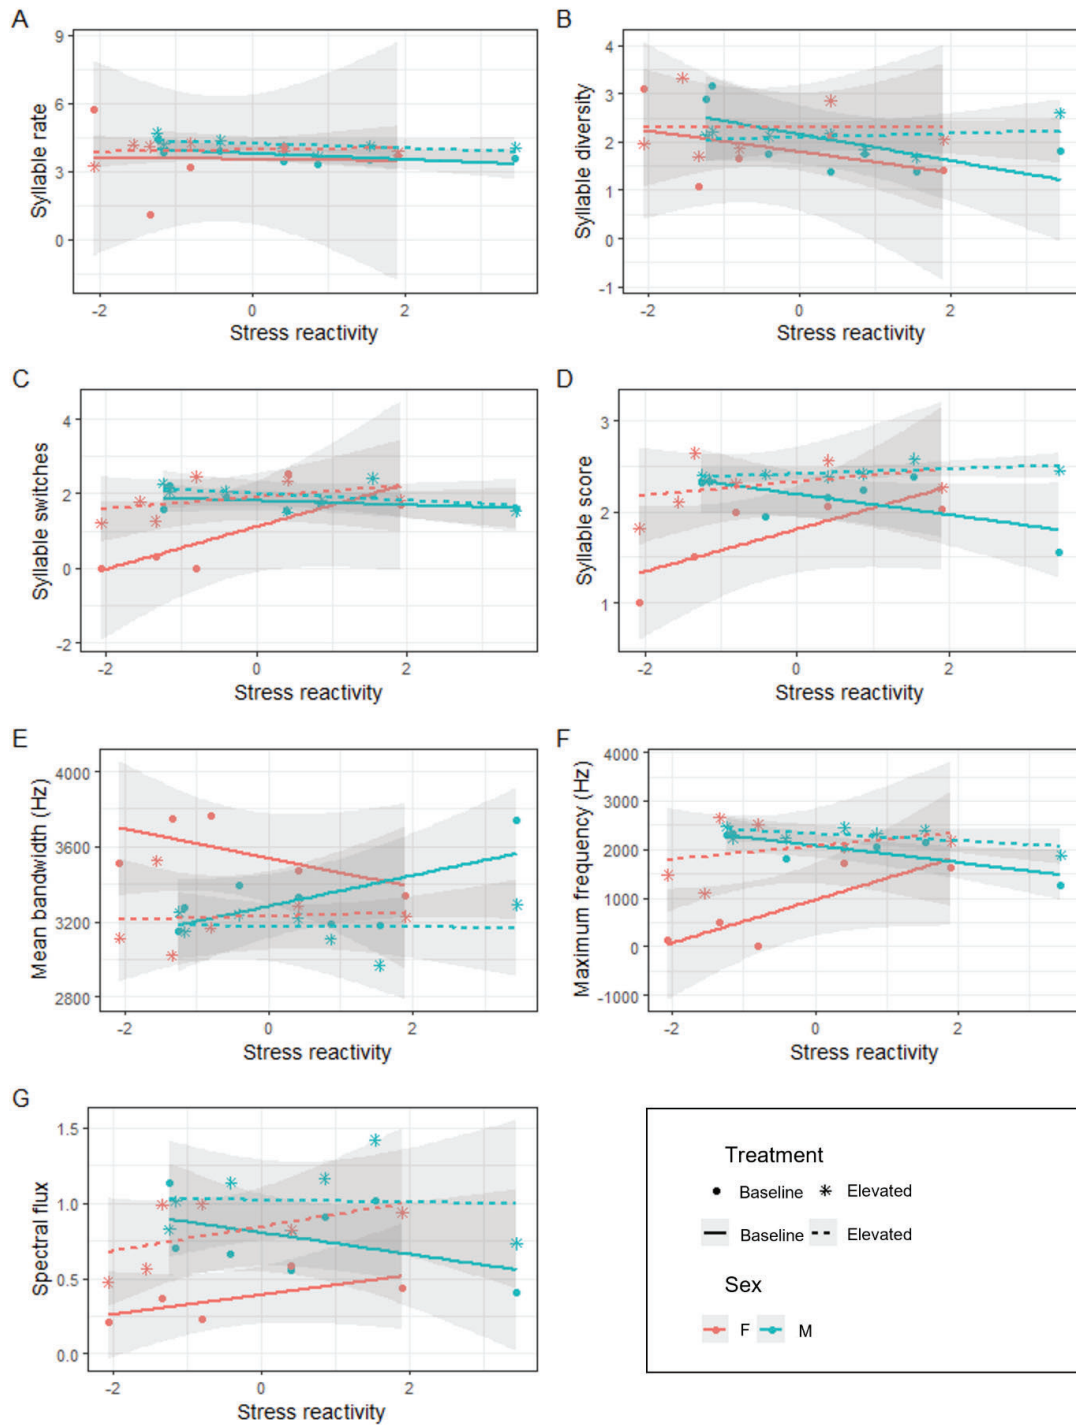 A
9
6
3
0
Syllable rate
-2
0
2
Stress reactivity
B
4
3
2
1
0
-1
Syllable diversity
-2
0
2
Stress reactivity
C
4
2
0
-2
Syllable switches
-2
0
2
Stress reactivity
D
3
2
1
Syllable score
-2
0
2
Stress reactivity
E
4000
3600
3200
2800
Mean bandwidth (Hz)
-2
0
2
Stress reactivity
F
4000
3000
2000
1000
0
-1000
Maximum frequency (Hz)
-2
0
2
Stress reactivity
G
1.5
1.0
0.5
0.0
Spectral flux
-2
0
2
Stress reactivity
Treatment
Baseline Elevated
Baseline Elevated
Sex
F M